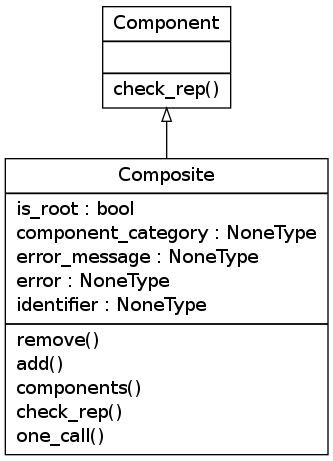 Component
check_rep()
Composite
is_root : bool
component_category : NoneType
error_message : NoneType
error : NoneType
identifier : NoneType
remove()
add()
components()
check_rep()
one_call()